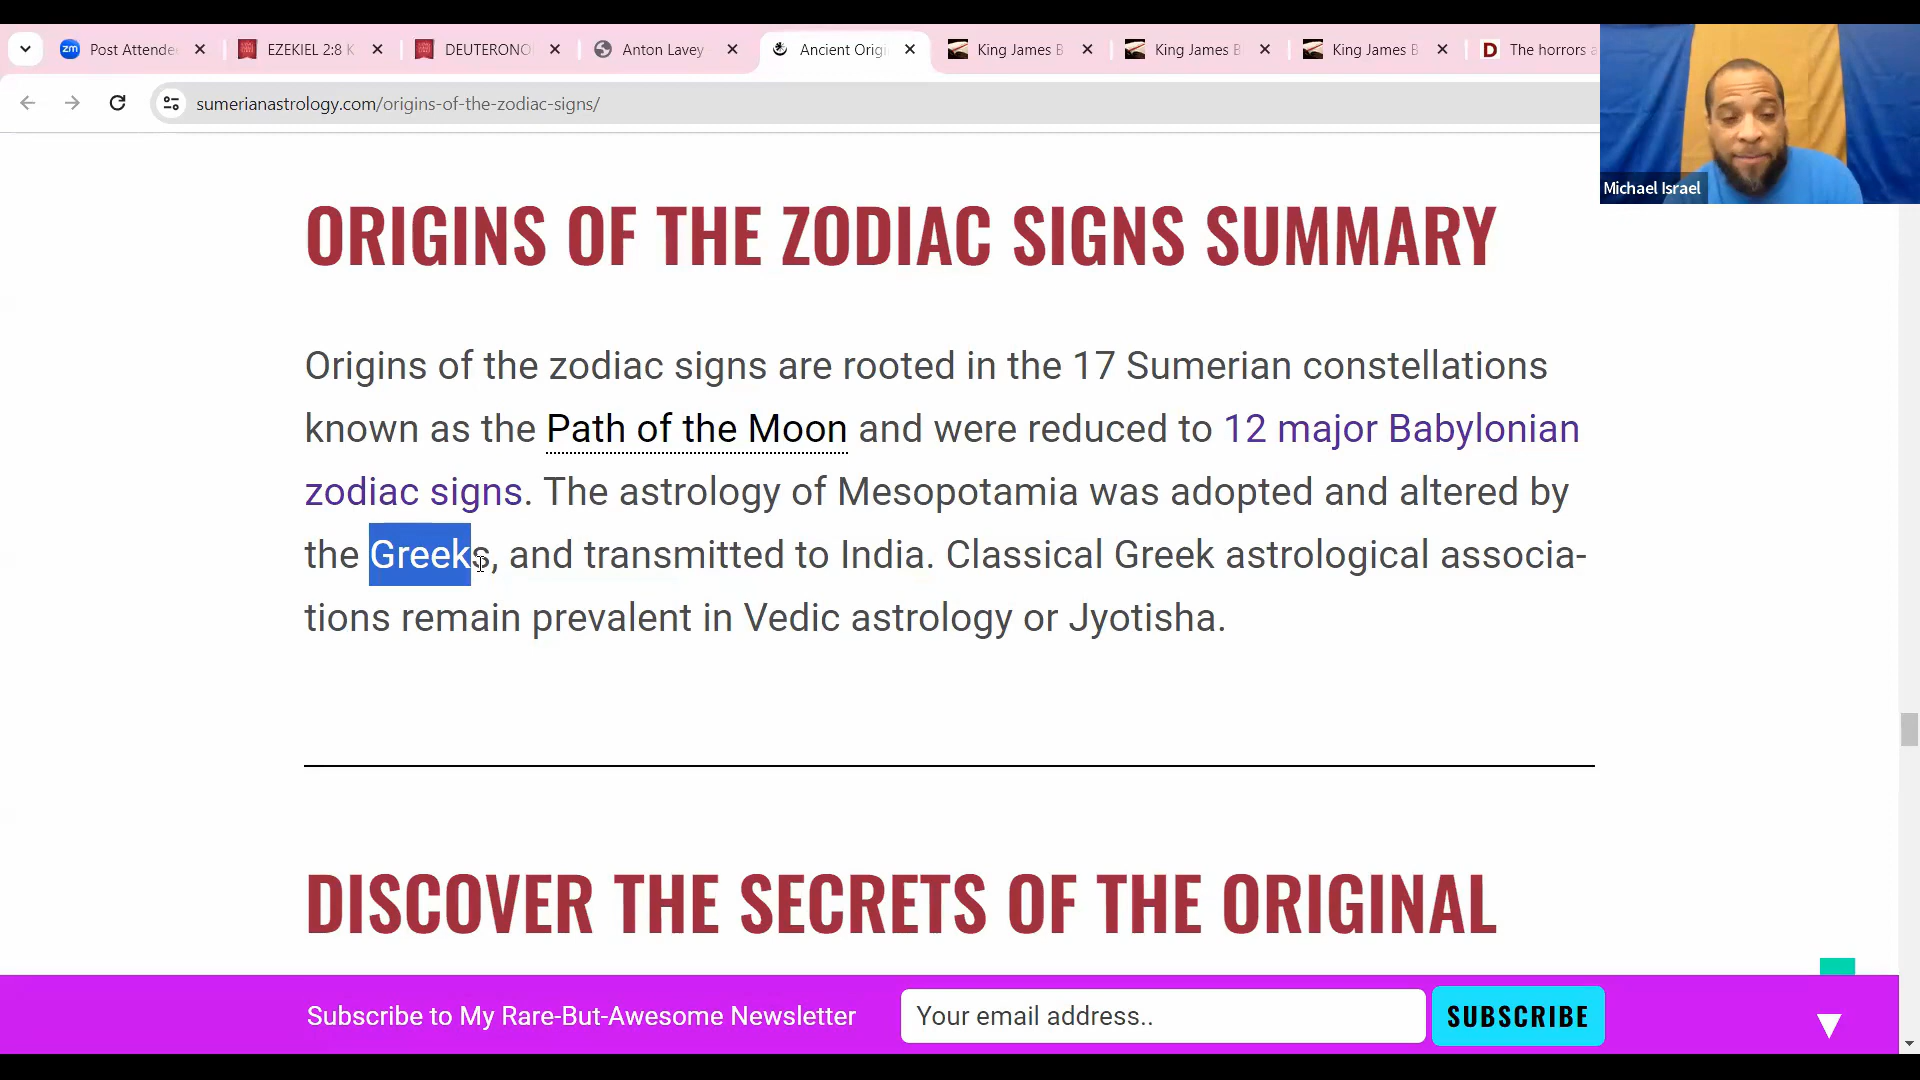 Post Attende
EZEKIEL 2:8 K
DEUTERONO
Anton Lavey
Ancient Origi
King James B
King James B
King James B
The horrors a
sumerianastrology.com/origins-of-the-zodiac-signs/
Michael Israel
ORIGINS OF THE ZODIAC SIGNS SUMMARY
Origins of the zodiac signs are rooted in the 17 Sumerian constellations
known as the Path of the Moon and were reduced to 12 major Babylonian
zodiac signs. The astrology of Mesopotamia was adopted and altered by
the Greeks, and transmitted to India. Classical Greek astrological associa-
tions remain prevalent in Vedic astrology or Jyotisha.
DISCOVER THE SECRETS OF THE ORIGINAL
Subscribe to My Rare-But-Awesome Newsletter
Your email address..
SUBSCRIBE